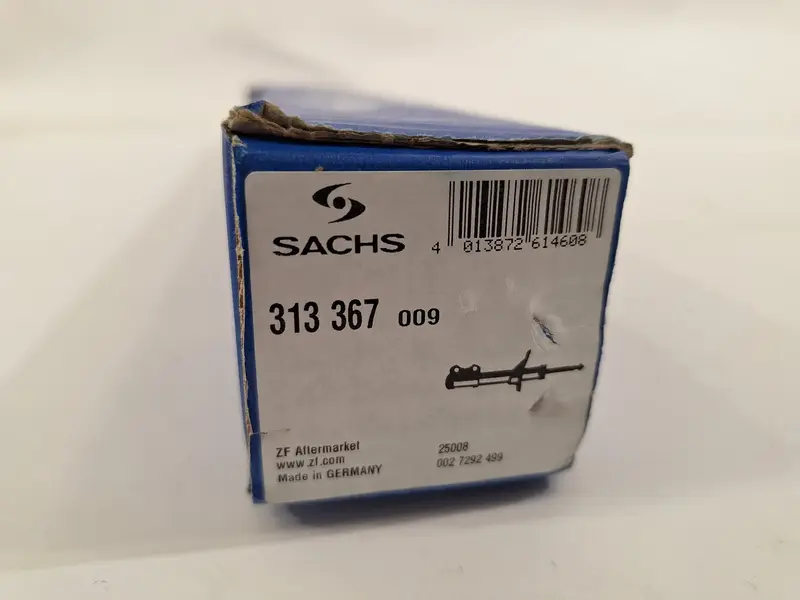 SACHS
4 013872 614608
313 367 009
ZF Aftermarket
www.zf.com
Made in GERMANY
25008
002 7292 499